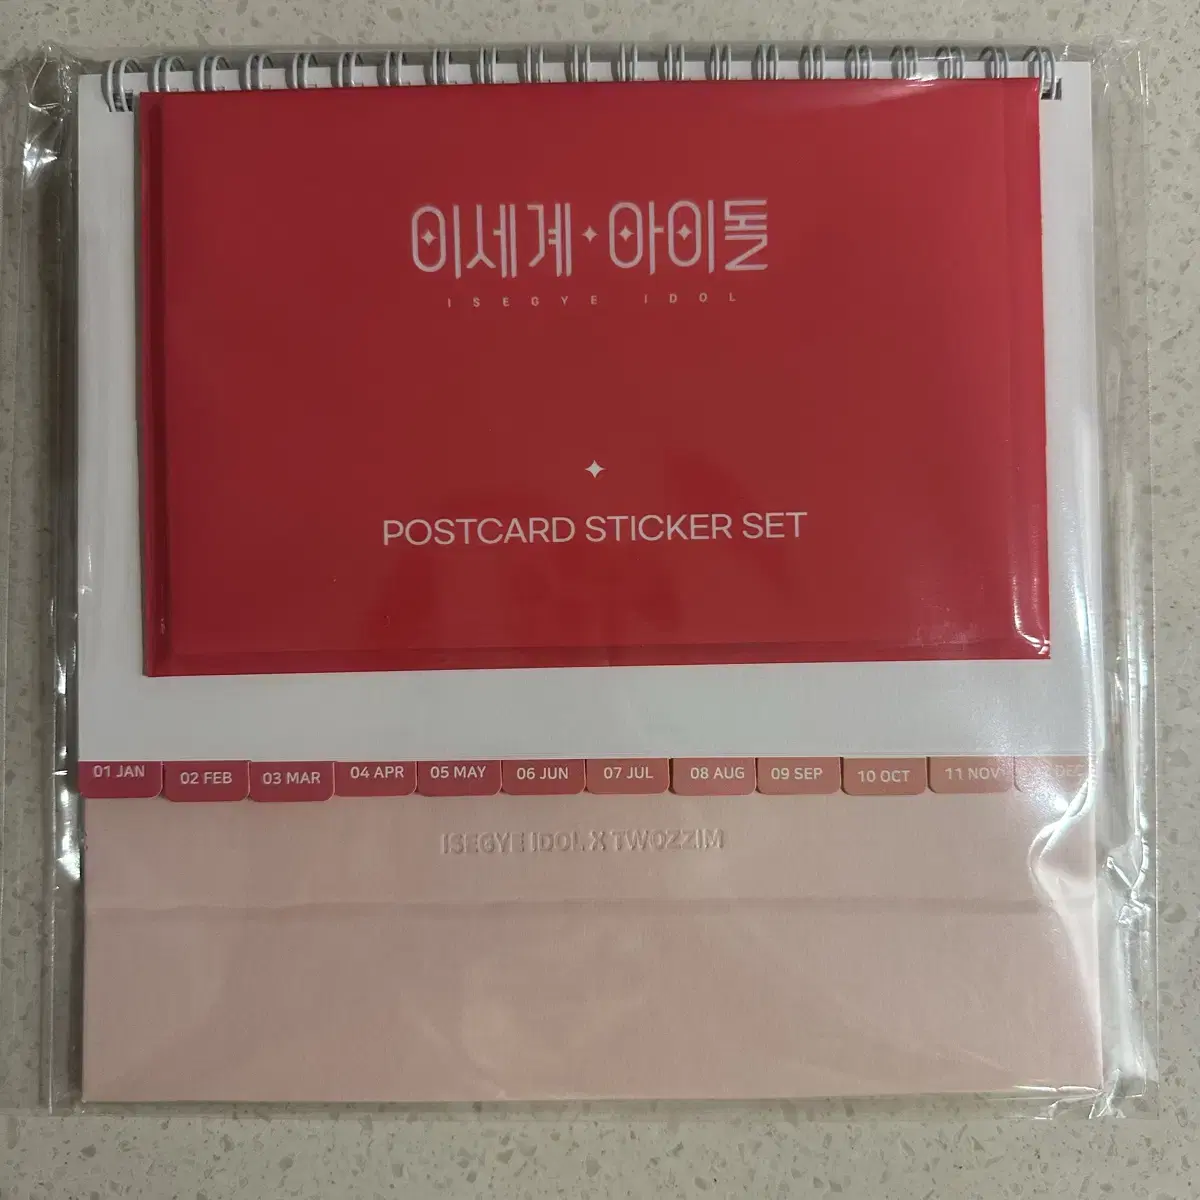 이세계 아이돌
ISEGYE IDOL
POSTCARD STICKER SET
01 JAN 02 FEB 03 MAR 04 APR 05 MAY 06 JUN 07 JUL 08 AUG 09 SEP 10 OCT 11 NOV DEC
ISEGYE IDOL X TWOZZIM